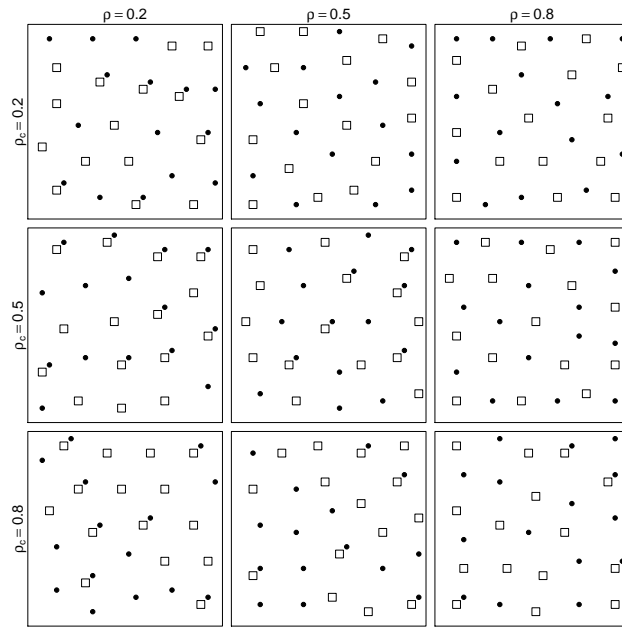 ρ = 0.2
ρ = 0.5
ρ = 0.8
ρc = 0.2
ρc = 0.5
ρc = 0.8